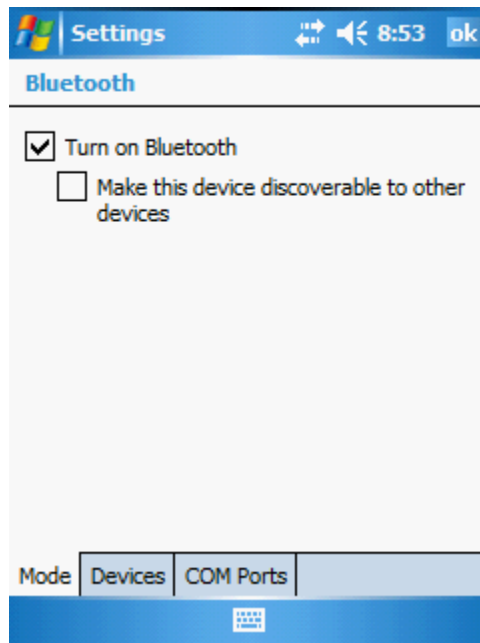 Settings 8:53 ok
Bluetooth
Turn on Bluetooth
Make this device discoverable to other
devices
Mode Devices COM Ports